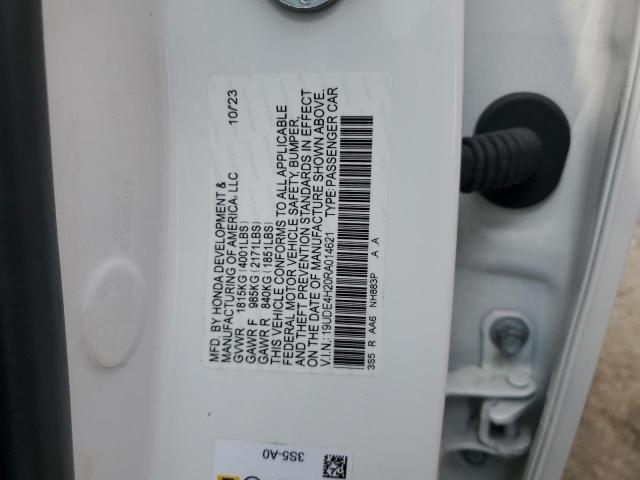 MFD. BY HONDA DEVELOPMENT & 10/23
MANUFACTURING OF AMERICA, LLC
GVWR 1815KG (4001LBS)
GAWR F 985KG (2171LBS)
GAWR R 840KG (1851LBS)
THIS VEHICLE CONFORMS TO ALL APPLICABLE
FEDERAL MOTOR VEHICLE SAFETY, BUMPER,
AND THEFT PREVENTION STANDARDS IN EFFECT
ON THE DATE OF MANUFACTURE SHOWN ABOVE.
V.I.N.: 19UDE4H20RA014621 TYPE: PASSENGER CAR
3S5 R AA6 NH883P A A
3S5-A0